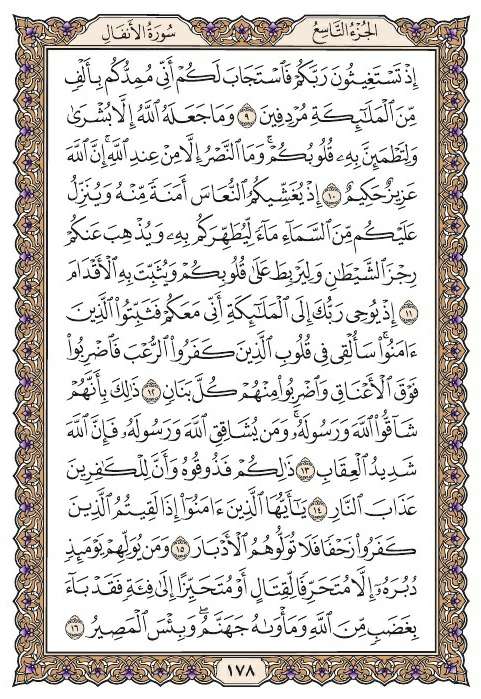 الجزء التاسع
سورة الأنفال
إِذْ تَسْتَغِيثُونَ رَبَّكُمْ فَٱسْتَجَابَ لَكُمْ أَنِّى مُمِدُّكُم بِأَلْفٍ
مِّنَ ٱلْمَلَـٰٓئِكَةِ مُرْدِفِينَ ٩ وَمَا جَعَلَهُ ٱللَّهُ إِلَّا بُشْرَىٰ
وَلِتَطْمَئِنَّ بِهِۦ قُلُوبُكُمْ ۚ وَمَا ٱلنَّصْرُ إِلَّا مِنْ عِندِ ٱللَّهِ ۚ إِنَّ ٱللَّهَ
عَزِيزٌ حَكِيمٌ ١٠ إِذْ يُغَشِّيكُمُ ٱلنُّعَاسَ أَمَنَةً مِّنْهُ وَيُنَزِّلُ
عَلَيْكُم مِّنَ ٱلسَّمَآءِ مَآءً لِّيُطَهِّرَكُم بِهِۦ وَيُذْهِبَ عَنكُمْ
رِجْزَ ٱلشَّيْطَـٰنِ وَلِيَرْبِطَ عَلَىٰ قُلُوبِكُمْ وَيُثَبِّتَ بِهِ ٱلْأَقْدَامَ
١١ إِذْ يُوحِى رَبُّكَ إِلَى ٱلْمَلَـٰٓئِكَةِ أَنِّى مَعَكُمْ فَثَبِّتُوا۟ ٱلَّذِينَ
ءَامَنُوا۟ ۚ سَأُلْقِى فِى قُلُوبِ ٱلَّذِينَ كَفَرُوا۟ ٱلرُّعْبَ فَٱضْرِبُوا۟
فَوْقَ ٱلْأَعْنَاقِ وَٱضْرِبُوا۟ مِنْهُمْ كُلَّ بَنَانٍ ١٢ ذَٰلِكَ بِأَنَّهُمْ
شَآقُّوا۟ ٱللَّهَ وَرَسُولَهُۥ ۚ وَمَن يُشَاقِقِ ٱللَّهَ وَرَسُولَهُۥ فَإِنَّ ٱللَّهَ
شَدِيدُ ٱلْعِقَابِ ١٣ ذَٰلِكُمْ فَذُوقُوهُ وَأَنَّ لِلْكَـٰفِرِينَ
عَذَابَ ٱلنَّارِ ١٤ يَـٰٓأَيُّهَا ٱلَّذِينَ ءَامَنُوٓا۟ إِذَا لَقِيتُمُ ٱلَّذِينَ
كَفَرُوا۟ زَحْفًا فَلَا تُوَلُّوهُمُ ٱلْأَدْبَارَ ١٥ وَمَن يُوَلِّهِمْ يَوْمَئِذٍ
دُبُرَهُۥٓ إِلَّا مُتَحَرِّفًا لِّقِتَالٍ أَوْ مُتَحَيِّزًا إِلَىٰ فِئَةٍ فَقَدْ بَآءَ
بِغَضَبٍ مِّنَ ٱللَّهِ وَمَأْوَىٰهُ جَهَنَّمُ ۖ وَبِئْسَ ٱلْمَصِيرُ ١٦
١٧٨